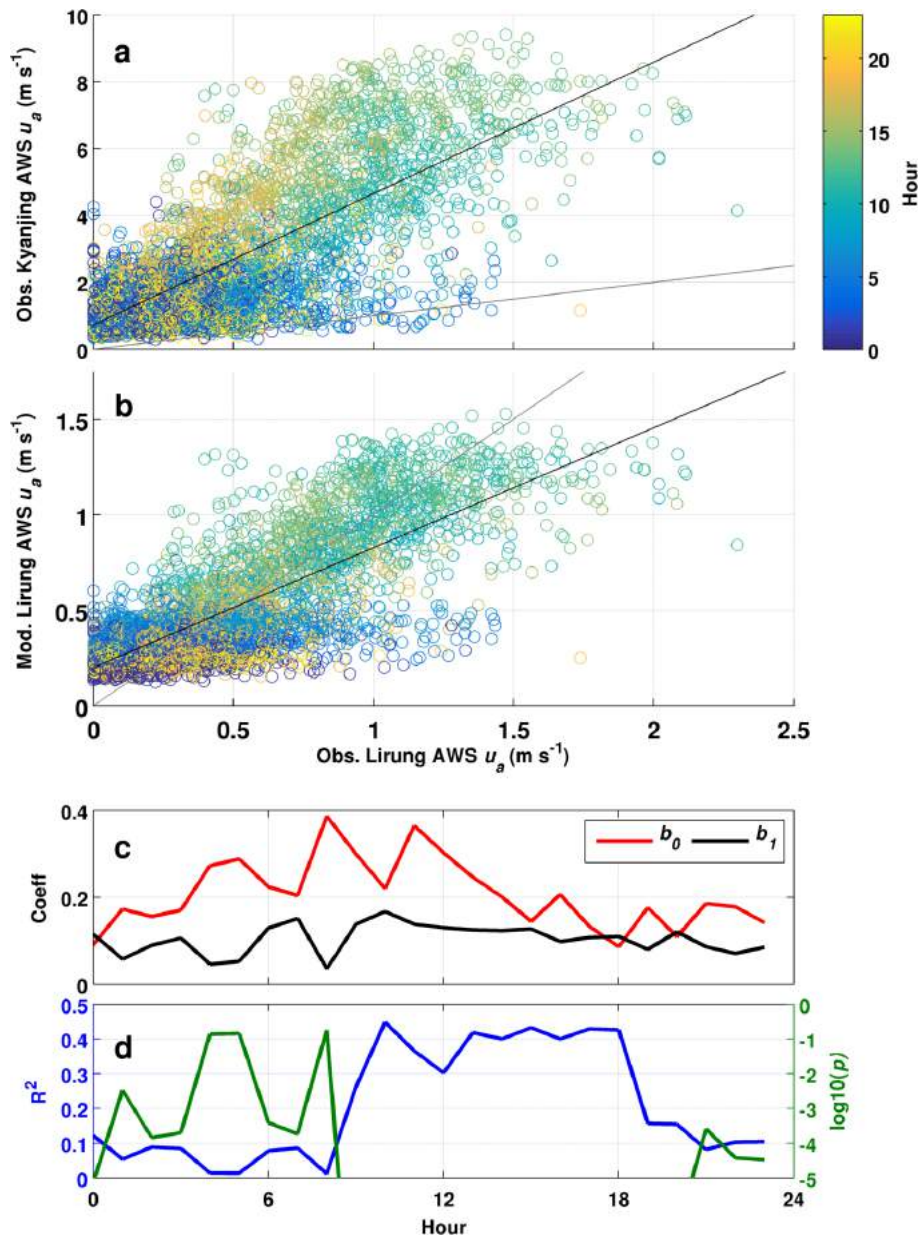 a
Obs. Kyanjing AWS u_a (m s⁻¹)
10
8
6
4
2
0
20
15
10
5
0
Hour
b
Mod. Lirung AWS u_a (m s⁻¹)
1.5
1
0.5
0
0 0.5 1 1.5 2 2.5
Obs. Lirung AWS u_a (m s⁻¹)
c
Coeff
0.4
0.2
0
b_0 b_1
d
R²
0.5
0.4
0.3
0.2
0.1
0
0
-1
-2
-3
-4
-5
log10(p)
0 6 12 18 24
Hour